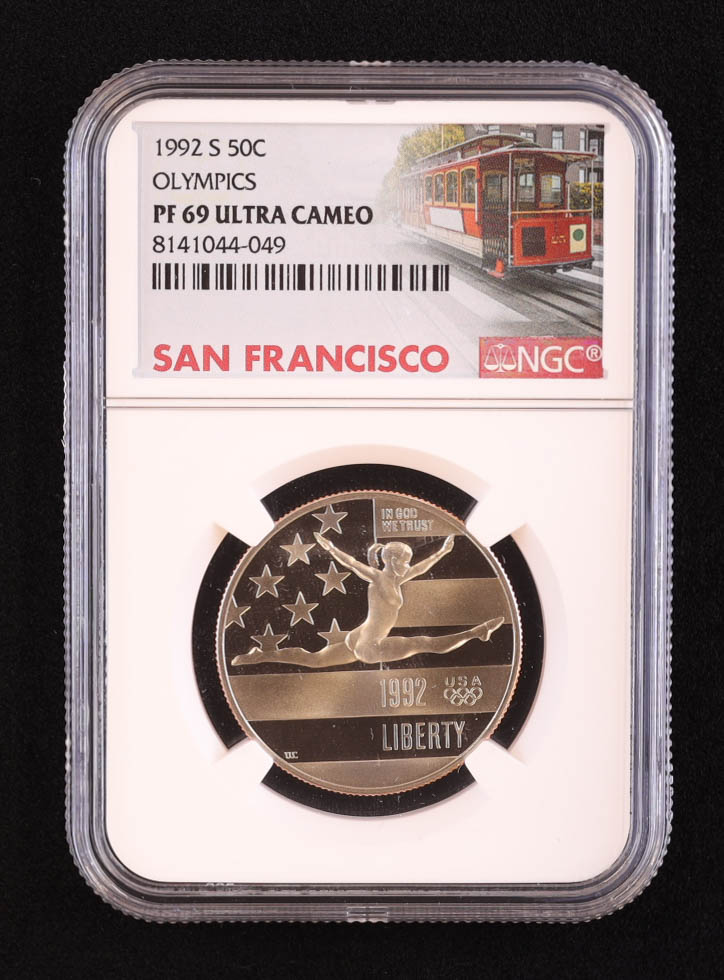 1992 S 50C
OLYMPICS
PF 69 ULTRA CAMEO
8141044-049
SAN FRANCISCO
NGC®
IN GOD
WE TRUST
1992
USA
LIBERTY